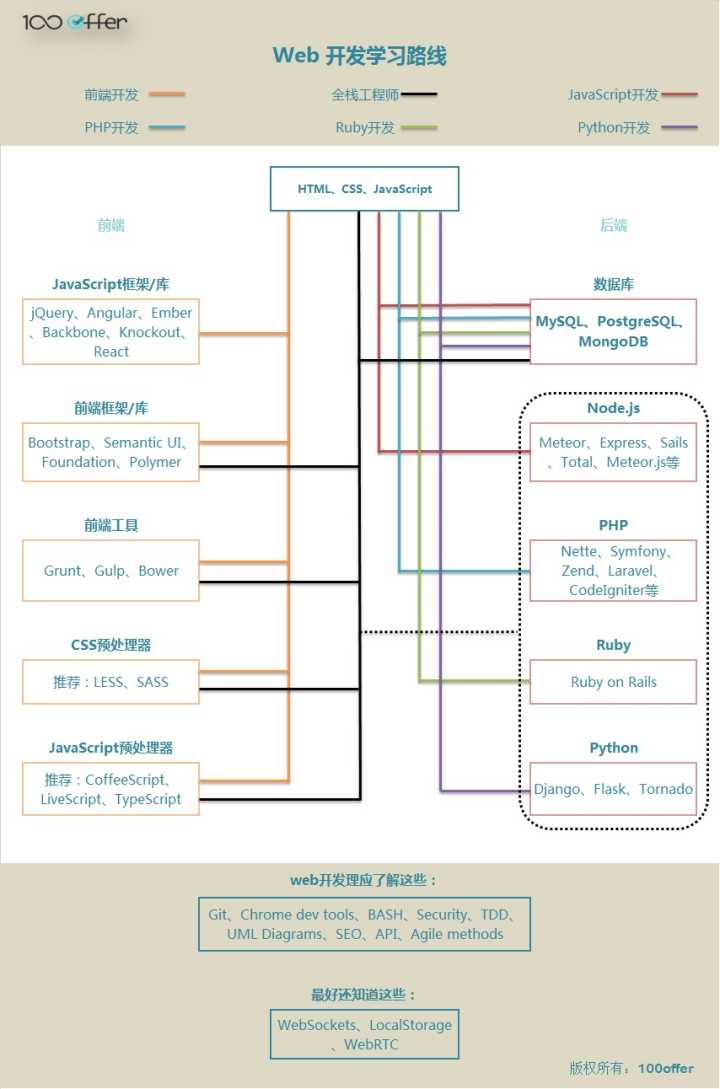 100 offer
Web 开发学习路线
前端开发
全栈工程师
JavaScript开发
PHP开发
Ruby开发
Python开发
HTML、CSS、JavaScript
前端
后端
JavaScript框架/库
jQuery、Angular、Ember
、Backbone、Knockout、
React
数据库
MySQL、PostgreSQL、
MongoDB
前端框架/库
Bootstrap、Semantic UI、
Foundation、Polymer
Node.js
Meteor、Express、Sails
、Total、Meteor.js等
前端工具
Grunt、Gulp、Bower
PHP
Nette、Symfony、
Zend、Laravel、
CodeIgniter等
CSS预处理器
推荐：LESS、SASS
Ruby
Ruby on Rails
JavaScript预处理器
推荐：CoffeeScript、
LiveScript、TypeScript
Python
Django、Flask、Tornado
web开发理应了解这些：
Git、Chrome dev tools、BASH、Security、TDD、
UML Diagrams、SEO、API、Agile methods
最好还知道这些：
WebSockets、LocalStorage
、WebRTC
版权所有：100offer